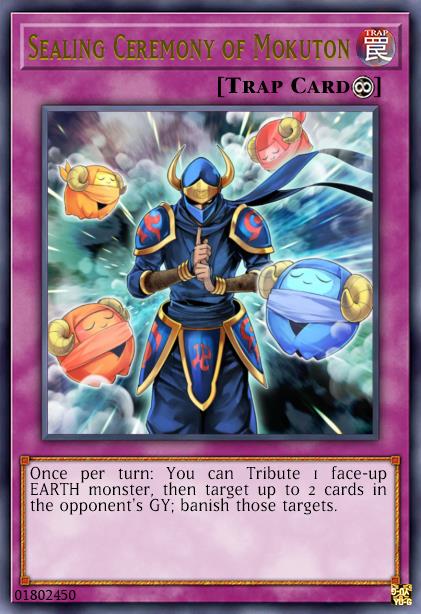 Sealing Ceremony of Mokuton
TRAP
罠
[Trap Card]
Once per turn: You can Tribute 1 face-up
EARTH monster, then target up to 2 cards in
the opponent's GY; banish those targets.
01802450